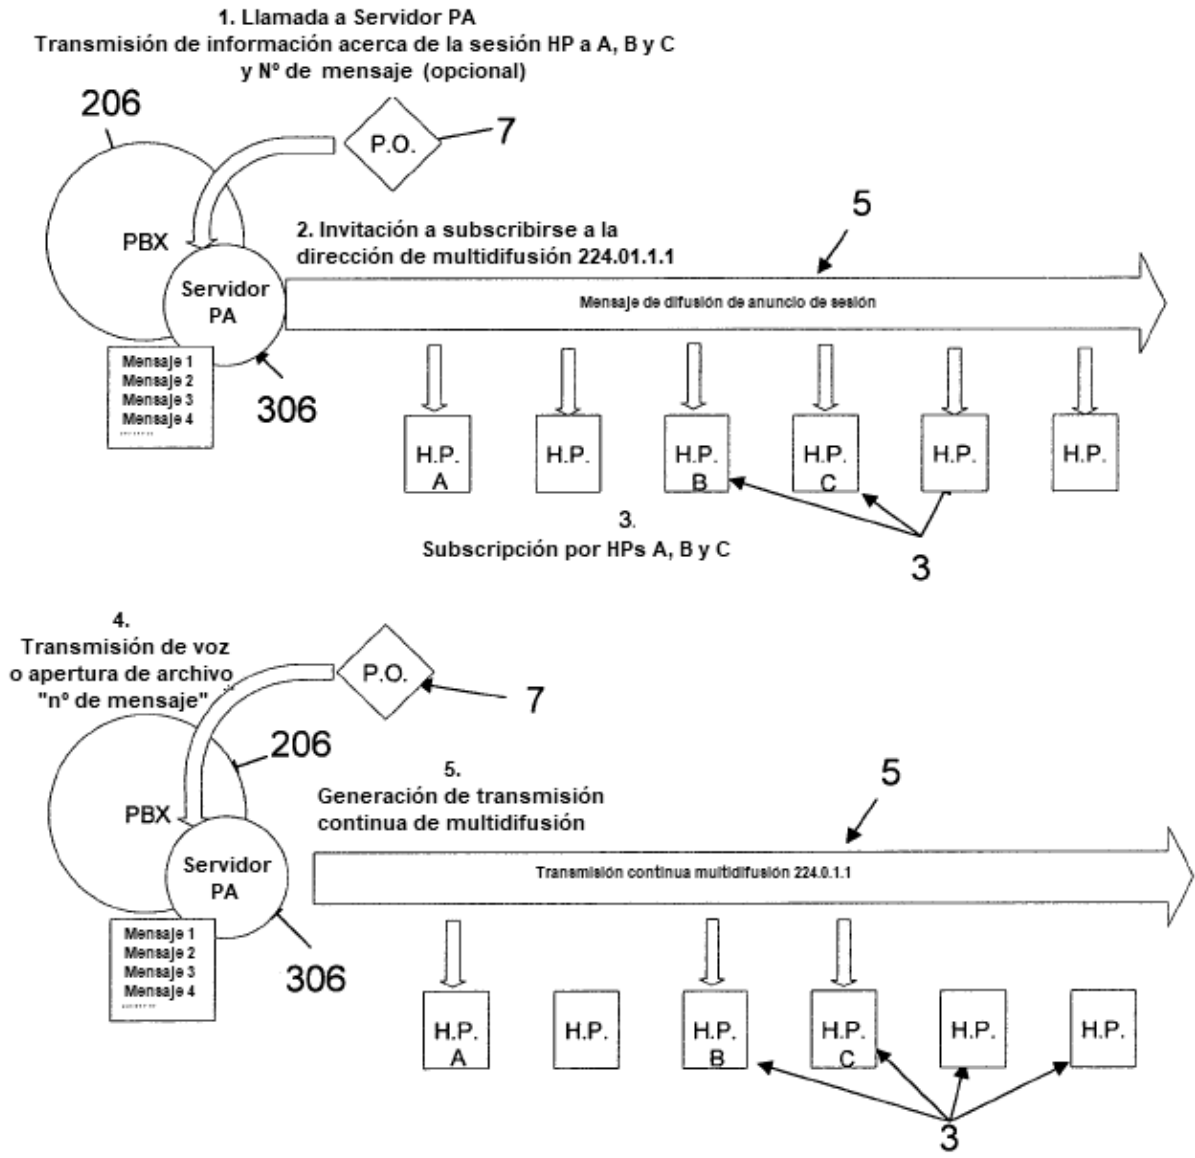 1. Llamada a Servidor PA
Transmisión de información acerca de la sesión HP a A, B y C
y Nº de mensaje (opcional)
206
P.O.
7
PBX
2. Invitación a subscribirse a la
dirección de multidifusión 224.01.1.1
5
Servidor
PA
Mensaje de difusión de anuncio de sesión
Mensaje 1
Mensaje 2
Mensaje 3
Mensaje 4
........
306
H.P.
A
H.P.
H.P.
B
H.P.
C
H.P.
H.P.
3.
Subscripción por HPs A, B y C
3
4.
Transmisión de voz
o apertura de archivo
"nº de mensaje"
P.O.
7
206
PBX
5.
Generación de transmisión
continua de multidifusión
5
Servidor
PA
Transmisión continua multidifusión 224.0.1.1
Mensaje 1
Mensaje 2
Mensaje 3
Mensaje 4
........
306
H.P.
A
H.P.
H.P.
B
H.P.
C
H.P.
H.P.
3